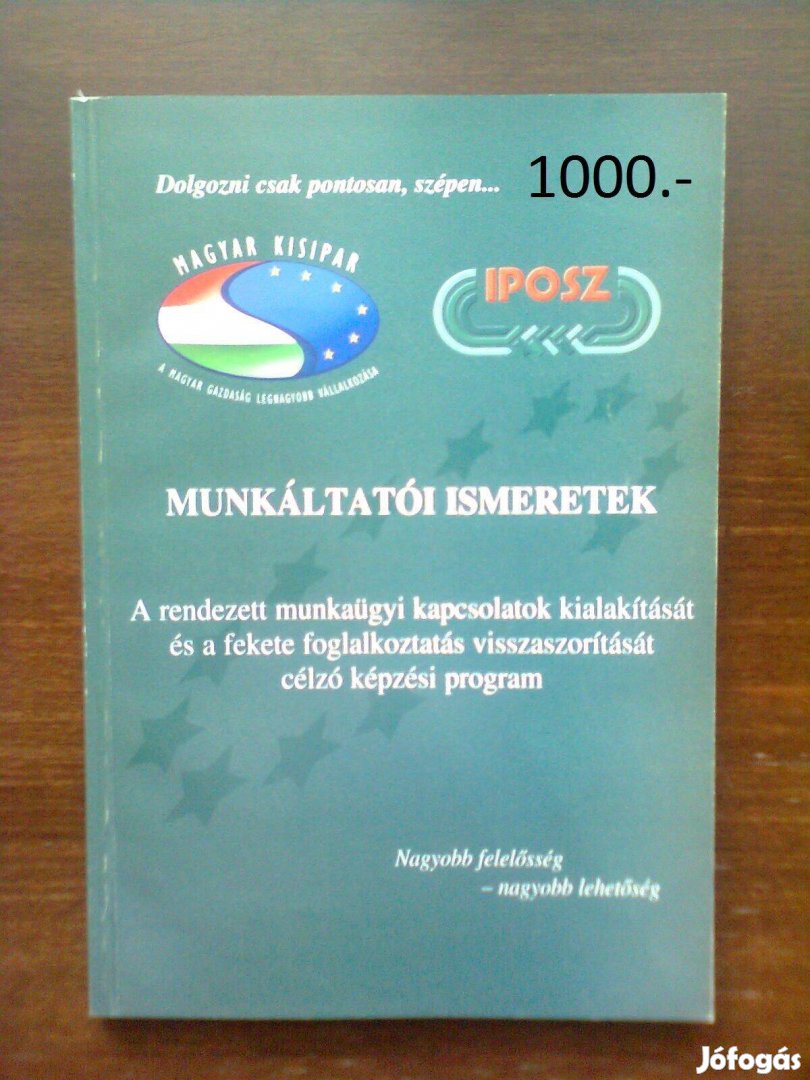 Dolgozni csak pontosan, szépen... 1000.-
MAGYAR KISIPAR
A MAGYAR GAZDASÁG LEGNAGYOBB VÁLLALKOZÁSA
IPOSZ
MUNKÁLTATÓI ISMERETEK
A rendezett munkaügyi kapcsolatok kialakítását
és a fekete foglalkoztatás visszaszorítását
célzó képzési program
Nagyobb felelősség
– nagyobb lehetőség
Jófogás